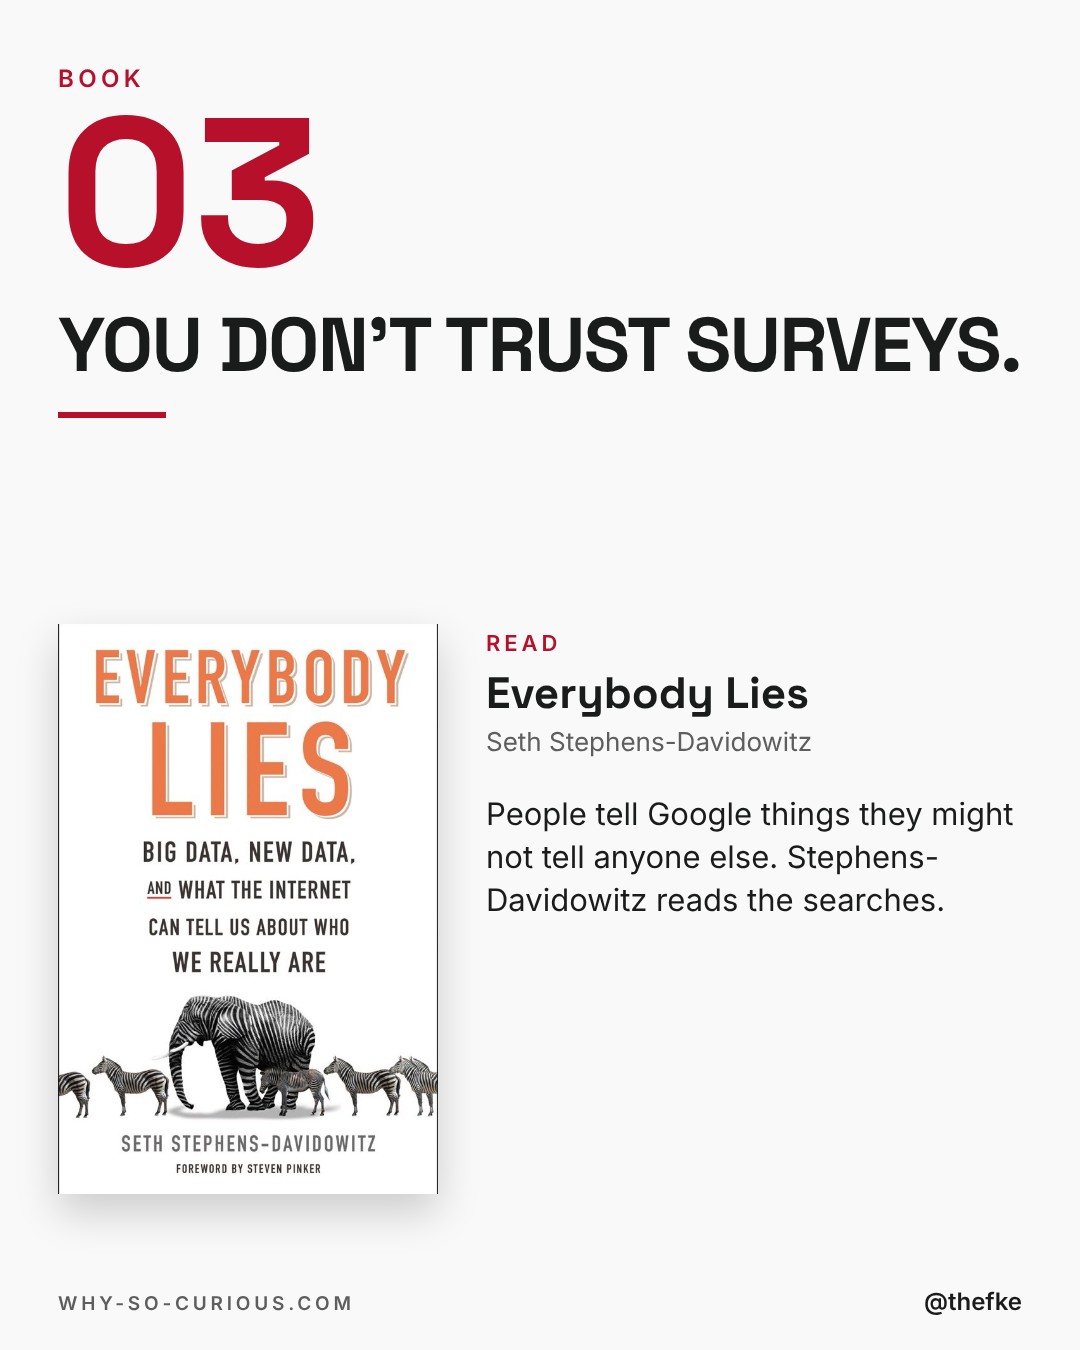 BOOK
03
YOU DON’T TRUST SURVEYS.
EVERYBODY
LIES
BIG DATA, NEW DATA,
AND WHAT THE INTERNET
CAN TELL US ABOUT WHO
WE REALLY ARE
SETH STEPHENS-DAVIDOWITZ
FOREWORD BY STEVEN PINKER
READ
Everybody Lies
Seth Stephens-Davidowitz
People tell Google things they might
not tell anyone else. Stephens-
Davidowitz reads the searches.
WHY-SO-CURIOUS.COM
@thefke